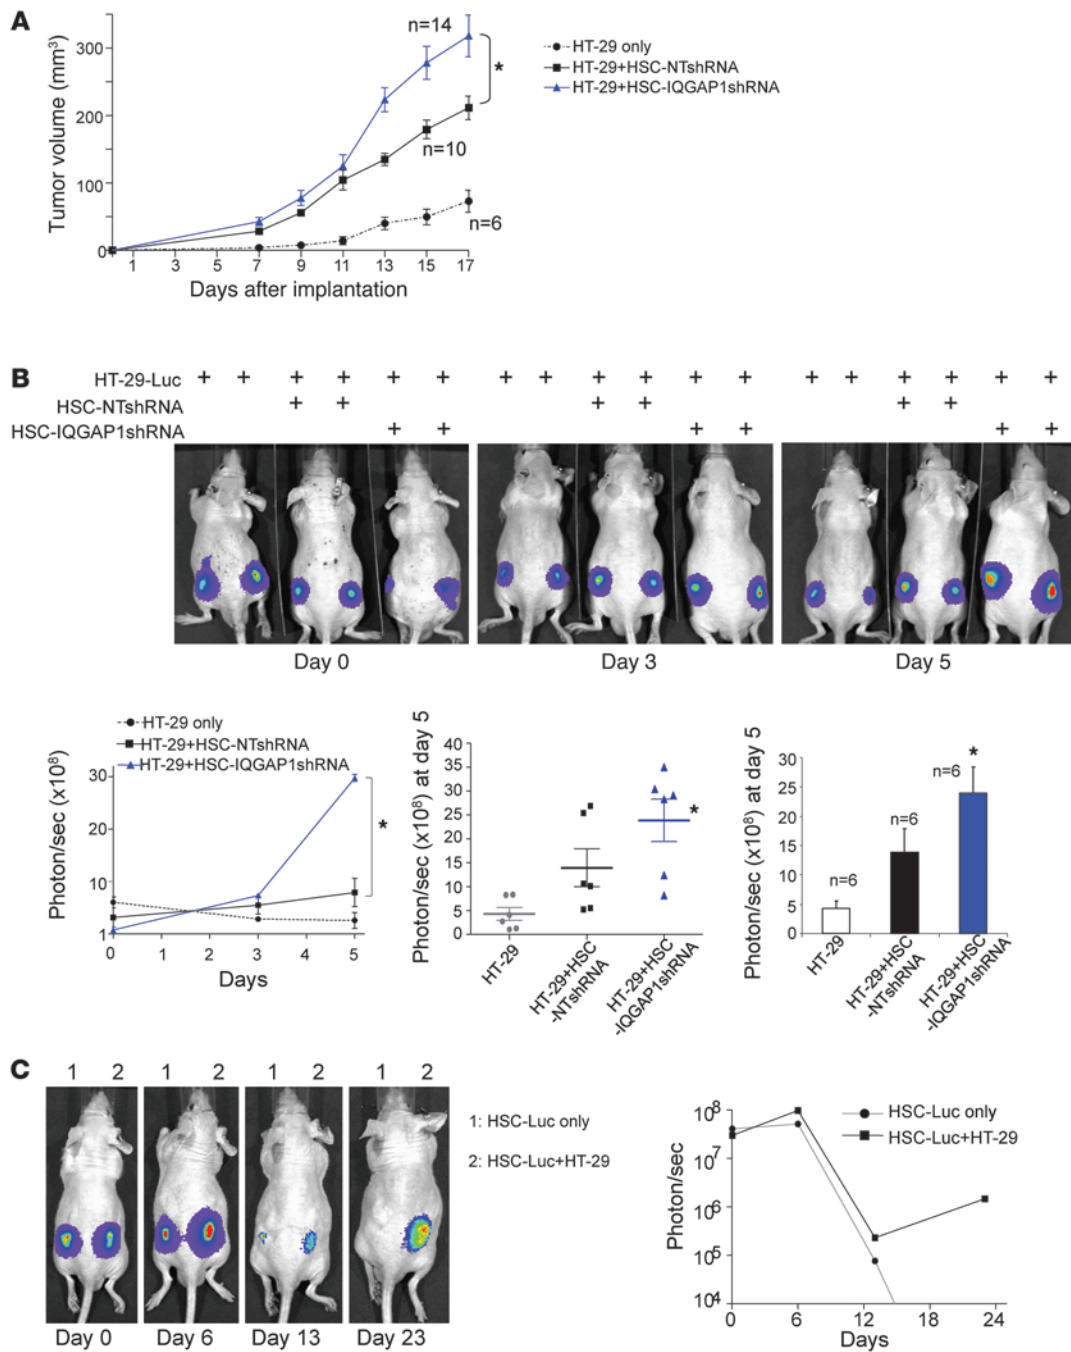 A
Tumor volume (mm³)
300
200
100
0
1 3 5 7 9 11 13 15 17
Days after implantation
n=14
*
n=10
n=6
HT-29 only
HT-29+HSC-NTshRNA
HT-29+HSC-IQGAP1shRNA
B
HT-29-Luc + + + + + + + + + + + + + + + + + +
HSC-NTshRNA + + + + + +
HSC-IQGAP1shRNA + + + + + +
Day 0
Day 3
Day 5
HT-29 only
HT-29+HSC-NTshRNA
HT-29+HSC-IQGAP1shRNA
Photon/sec (x10⁸)
30
20
10
1
0 1 2 3 4 5
Days
*
Photon/sec (x10⁸) at day 5
40
35
30
25
20
15
10
5
0
*
HT-29
HT-29+HSC
-NTshRNA
HT-29+HSC
-IQGAP1shRNA
Photon/sec (x10⁸) at day 5
30
25
20
15
10
5
0
n=6
n=6
n=6
*
HT-29
HT-29+HSC
-NTshRNA
HT-29+HSC
-IQGAP1shRNA
C
1 2 1 2 1 2 1 2
Day 0
Day 6
Day 13
Day 23
1: HSC-Luc only
2: HSC-Luc+HT-29
Photon/sec
10⁸
10⁷
10⁶
10⁵
10⁴
0 6 12 18 24
Days
HSC-Luc only
HSC-Luc+HT-29